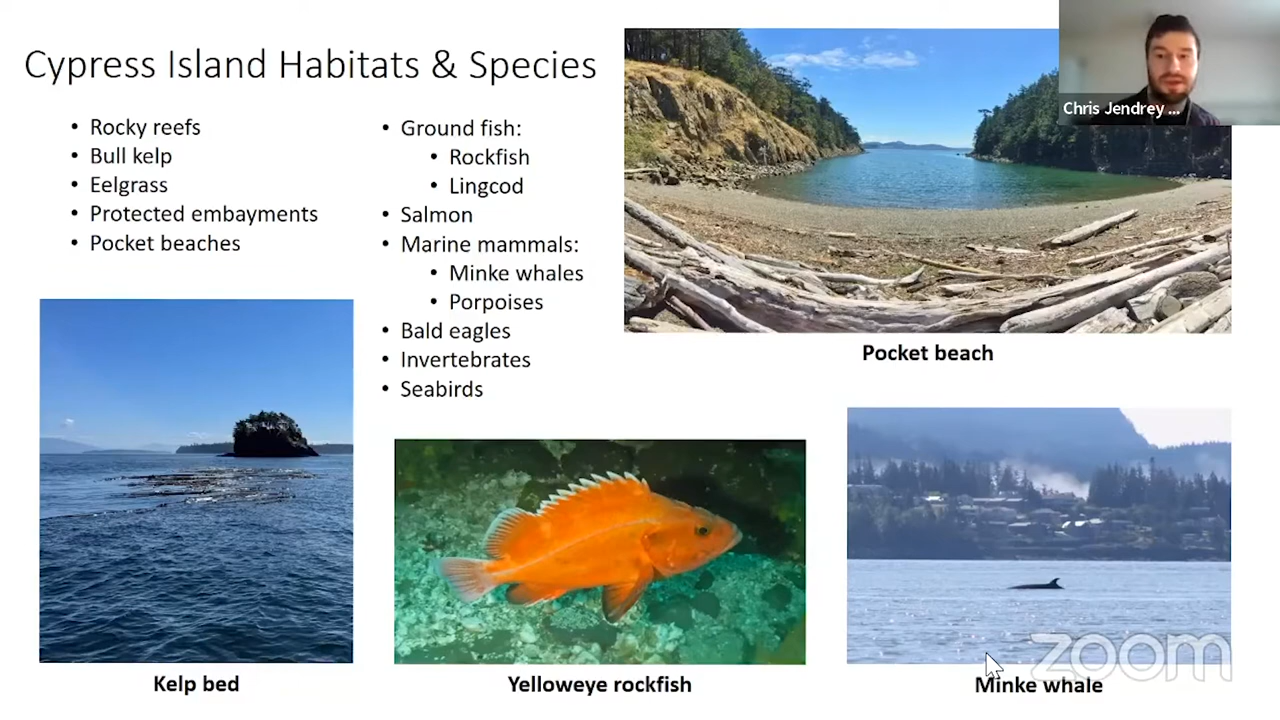 Cypress Island Habitats & Species
• Rocky reefs
• Bull kelp
• Eelgrass
• Protected embayments
• Pocket beaches
• Ground fish:
• Rockfish
• Lingcod
• Salmon
• Marine mammals:
• Minke whales
• Porpoises
• Bald eagles
• Invertebrates
• Seabirds
Chris Jendrey ...
Pocket beach
Kelp bed
Yelloweye rockfish
zoom
Minke whale